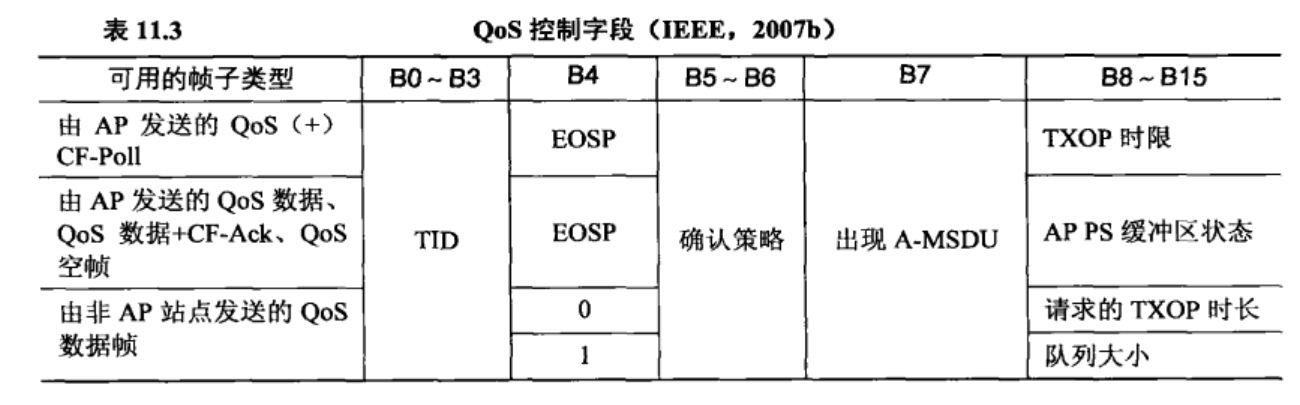 表 11.3 QoS 控制字段（IEEE，2007b）
可用的帧子类型 B0 ~ B3 B4 B5 ~ B6 B7 B8 ~ B15
由 AP 发送的 QoS（+）
CF-Poll
EOSP
TXOP 时限
由 AP 发送的 QoS 数据、
QoS 数据+CF-Ack、QoS
空帧
TID
EOSP
确认策略
出现 A-MSDU
AP PS 缓冲区状态
由非 AP 站点发送的 QoS
数据帧
0
请求的 TXOP 时长
1
队列大小